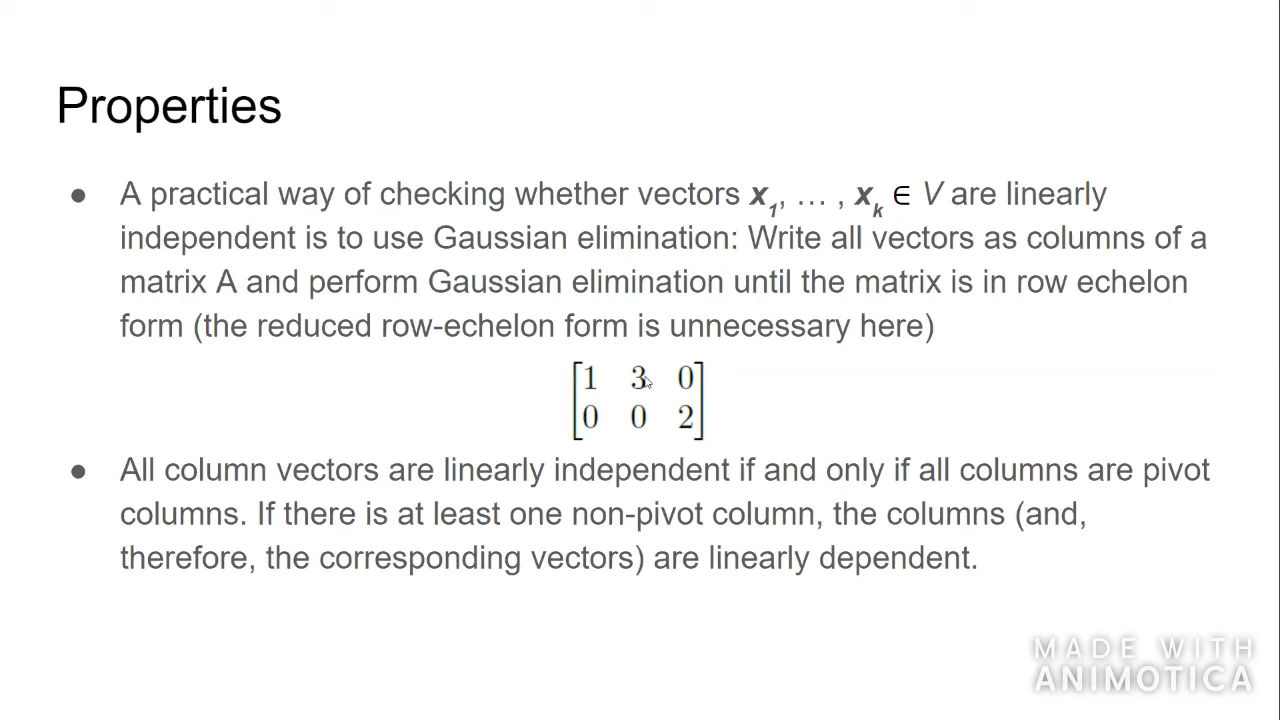 Properties
● A practical way of checking whether vectors x₁, … , xₖ ∈ V are linearly
independent is to use Gaussian elimination: Write all vectors as columns of a
matrix A and perform Gaussian elimination until the matrix is in row echelon
form (the reduced row-echelon form is unnecessary here)
[1 3 0
0 0 2]
● All column vectors are linearly independent if and only if all columns are pivot
columns. If there is at least one non-pivot column, the columns (and,
therefore, the corresponding vectors) are linearly dependent.
MADE WITH
ANIMOTICA